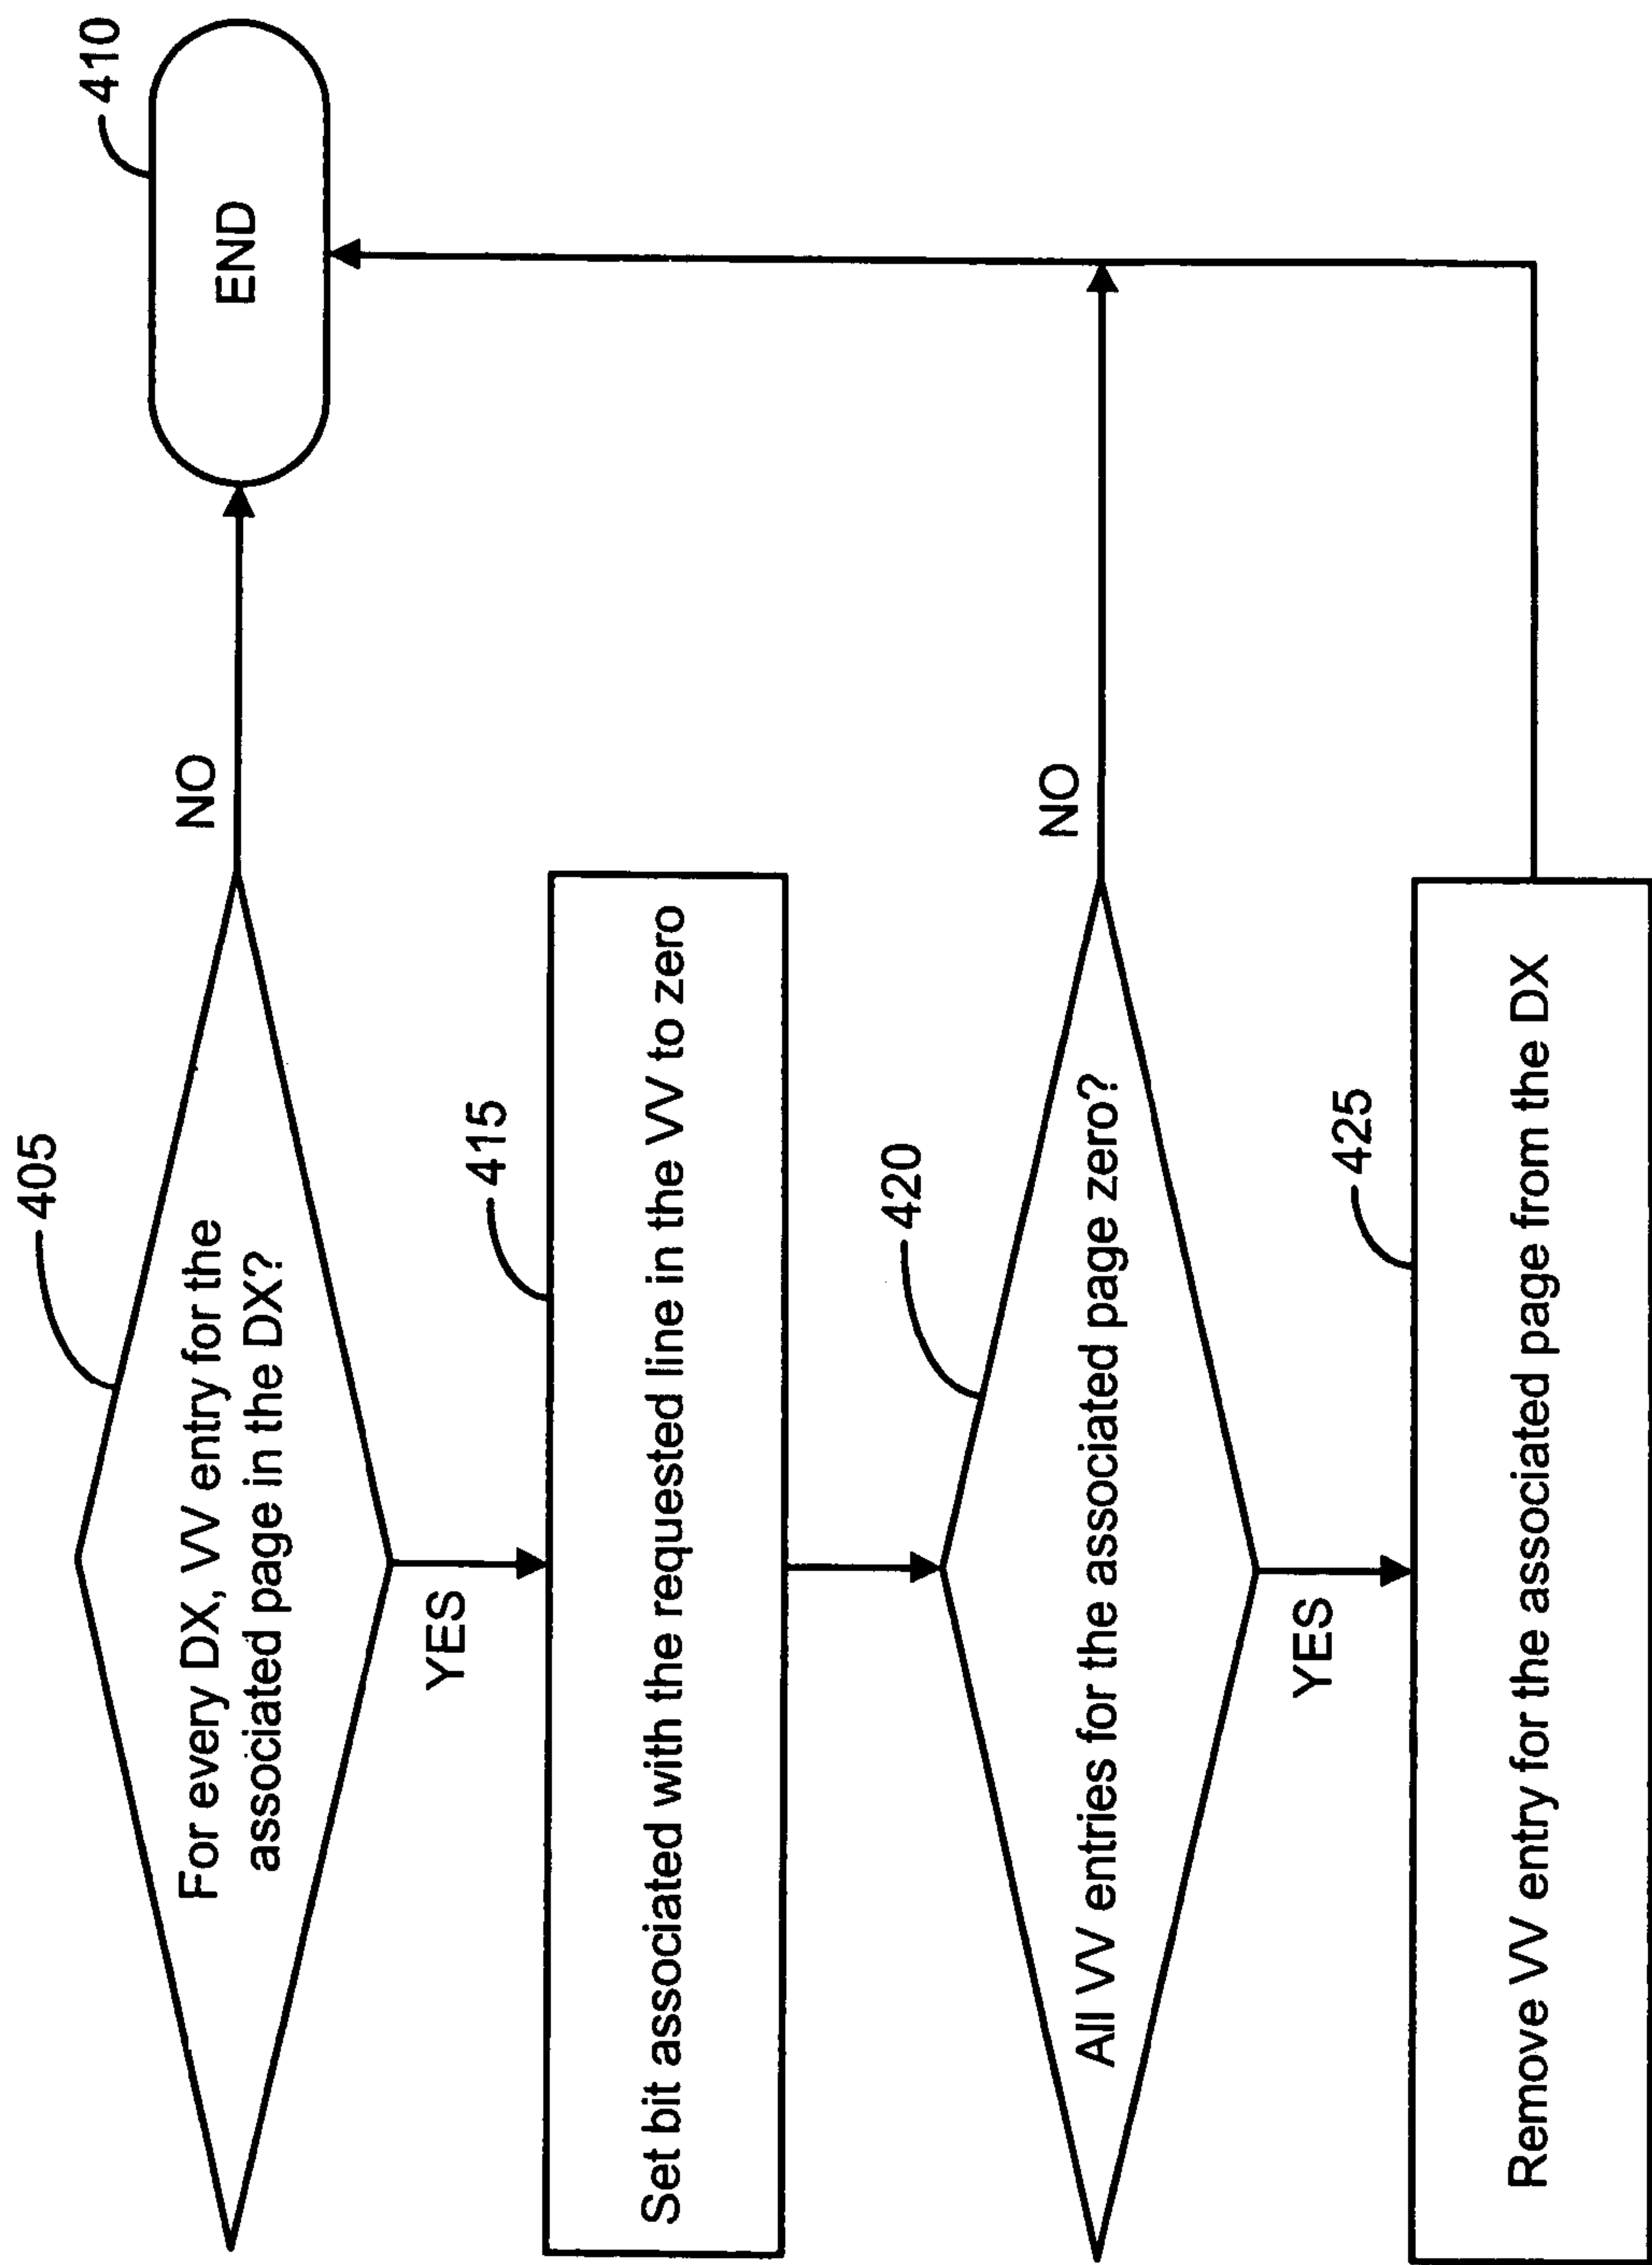 405
For every DX, VV entry for the
associated page in the DX?
NO
410
END
YES
415
Set bit associated with the requested line in the VV to zero
420
All VV entries for the associated page zero?
NO
YES
425
Remove VV entry for the associated page from the DX